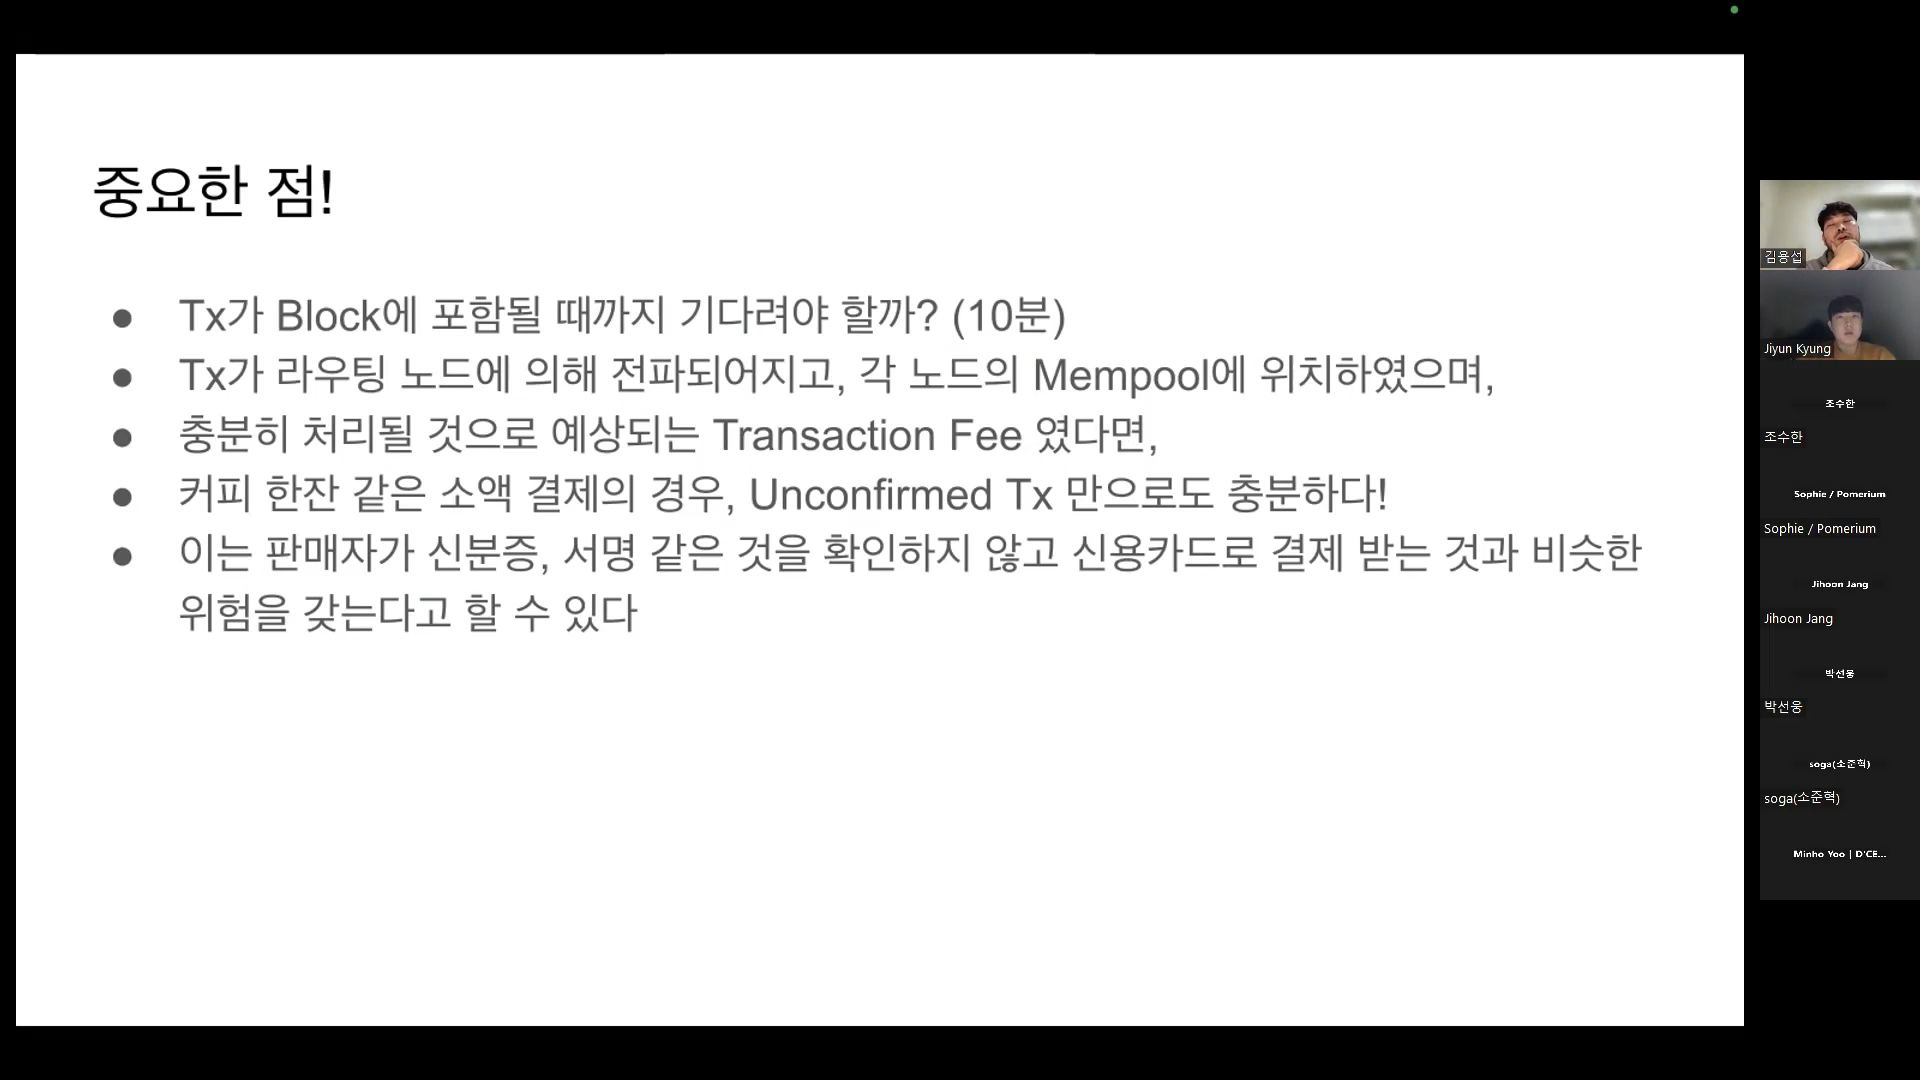 중요한 점!
Tx가 Block에 포함될 때까지 기다려야 할까? (10분)
Tx가 라우팅 노드에 의해 전파되어지고, 각 노드의 Mempool에 위치하였으며,
충분히 처리될 것으로 예상되는 Transaction Fee 였다면,
커피 한잔 같은 소액 결제의 경우, Unconfirmed Tx 만으로도 충분하다!
이는 판매자가 신분증, 서명 같은 것을 확인하지 않고 신용카드로 결제 받는 것과 비슷한
위험을 갖는다고 할 수 있다
김용섭
Jiyun Kyung
조수한
조수한
Sophie / Pomerium
Sophie / Pomerium
Jihoon Jang
Jihoon Jang
박선웅
박선웅
soga(소준혁)
soga(소준혁)
Minho Yoo | D'CE...